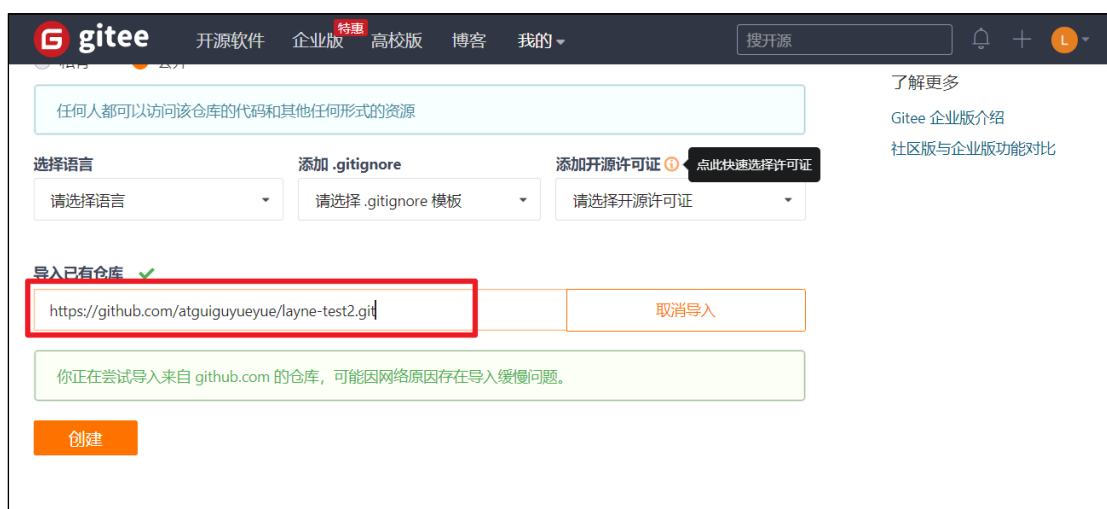 gitee 开源软件 企业版 特惠 高校版 博客 我的 搜开源 L
任何人都可以访问该仓库的代码和其他任何形式的资源
选择语言 添加 .gitignore 添加开源许可证 点此快速选择许可证
请选择语言 请选择 .gitignore 模板 请选择开源许可证
导入已有仓库
https://github.com/atguiguyueyue/layne-test2.git 取消导入
你正在尝试导入来自 github.com 的仓库，可能因网络原因存在导入缓慢问题。
创建
了解更多
Gitee 企业版介绍
社区版与企业版功能对比